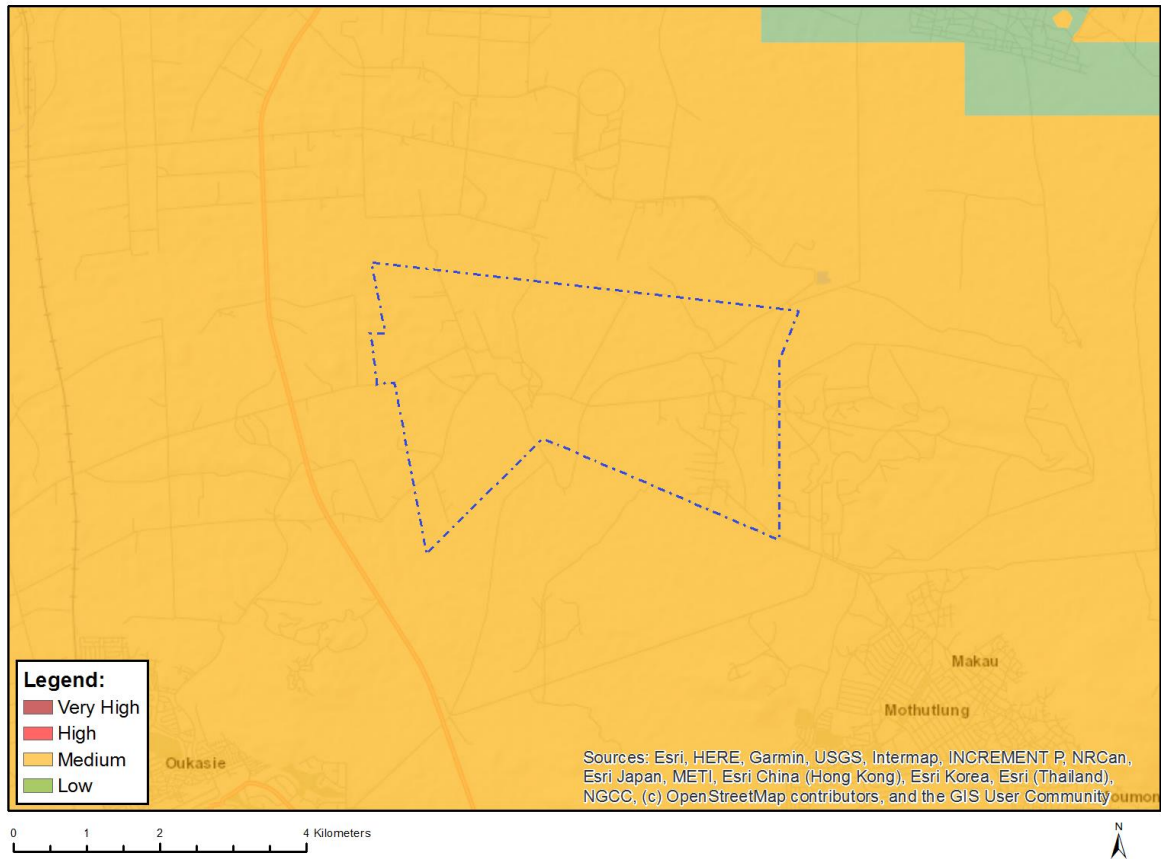 Makau
Mothutlung
Oukasie
Legend:
Very High
High
Medium
Low
Sources: Esri, HERE, Garmin, USGS, Intermap, INCREMENT P, NRCan,
Esri Japan, METI, Esri China (Hong Kong), Esri Korea, Esri (Thailand),
NGCC, (c) OpenStreetMap contributors, and the GIS User Community
0 1 2 4 Kilometers
N